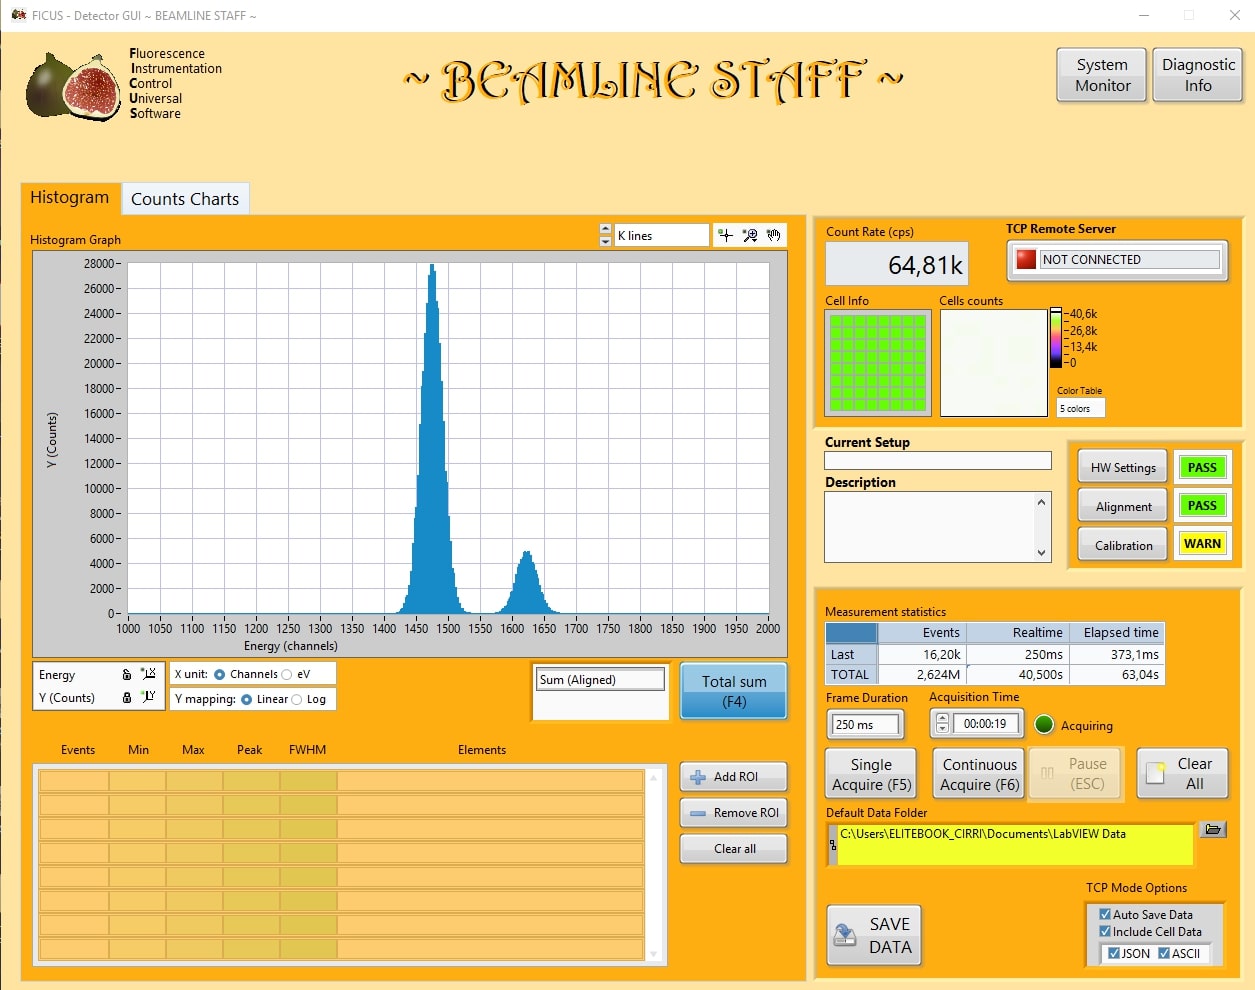 FICUS - Detector GUI ~ BEAMLINE STAFF ~
Fluorescence
Instrumentation
Control
Universal
Software
~ BEAMLINE STAFF ~
System Monitor
Diagnostic Info
Histogram
Counts Charts
Histogram Graph
K lines
Y (Counts)
28000
26000
24000
22000
20000
18000
16000
14000
12000
10000
8000
6000
4000
2000
0
1000 1050 1100 1150 1200 1250 1300 1350 1400 1450 1500 1550 1600 1650 1700 1750 1800 1850 1900 1950 2000
Energy (channels)
Energy
Y (Counts)
X unit: Channels eV
Y mapping: Linear Log
Sum (Aligned)
Total sum
(F4)
Events Min Max Peak FWHM Elements
Add ROI
Remove ROI
Clear all
Count Rate (cps)
64,81k
TCP Remote Server
NOT CONNECTED
Cell Info
Cells counts
40,6k
26,8k
13,4k
0
Color Table
5 colors
Current Setup
Description
HW Settings PASS
Alignment PASS
Calibration WARN
Measurement statistics
Events Realtime Elapsed time
Last 16,20k 250ms 373,1ms
TOTAL 2,624M 40,500s 63,04s
Frame Duration
250 ms
Acquisition Time
00:00:19
Acquiring
Single
Acquire (F5)
Continuous
Acquire (F6)
Pause
(ESC)
Clear
All
Default Data Folder
C:\Users\ELITEBOOK_CIRRI\Documents\LabVIEW Data
SAVE
DATA
TCP Mode Options
Auto Save Data
Include Cell Data
JSON ASCII